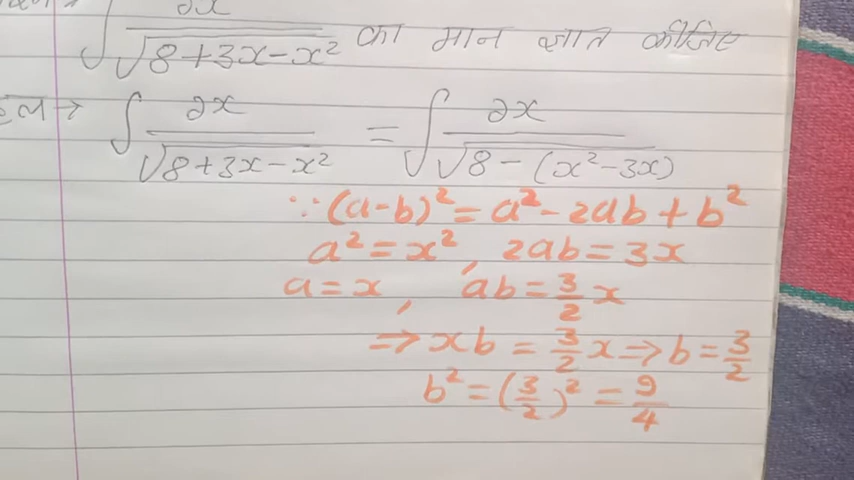 ∫ ∂x / √8+3x-x² का मान ज्ञात कीजिए
हल → ∫ ∂x / √8+3x-x² = ∫ ∂x / √8-(x²-3x)
∵ (a-b)² = a² - 2ab + b²
a² = x², 2ab = 3x
a = x, ab = 3/2 x
⇒ xb = 3/2 x ⇒ b = 3/2
b² = (3/2)² = 9/4